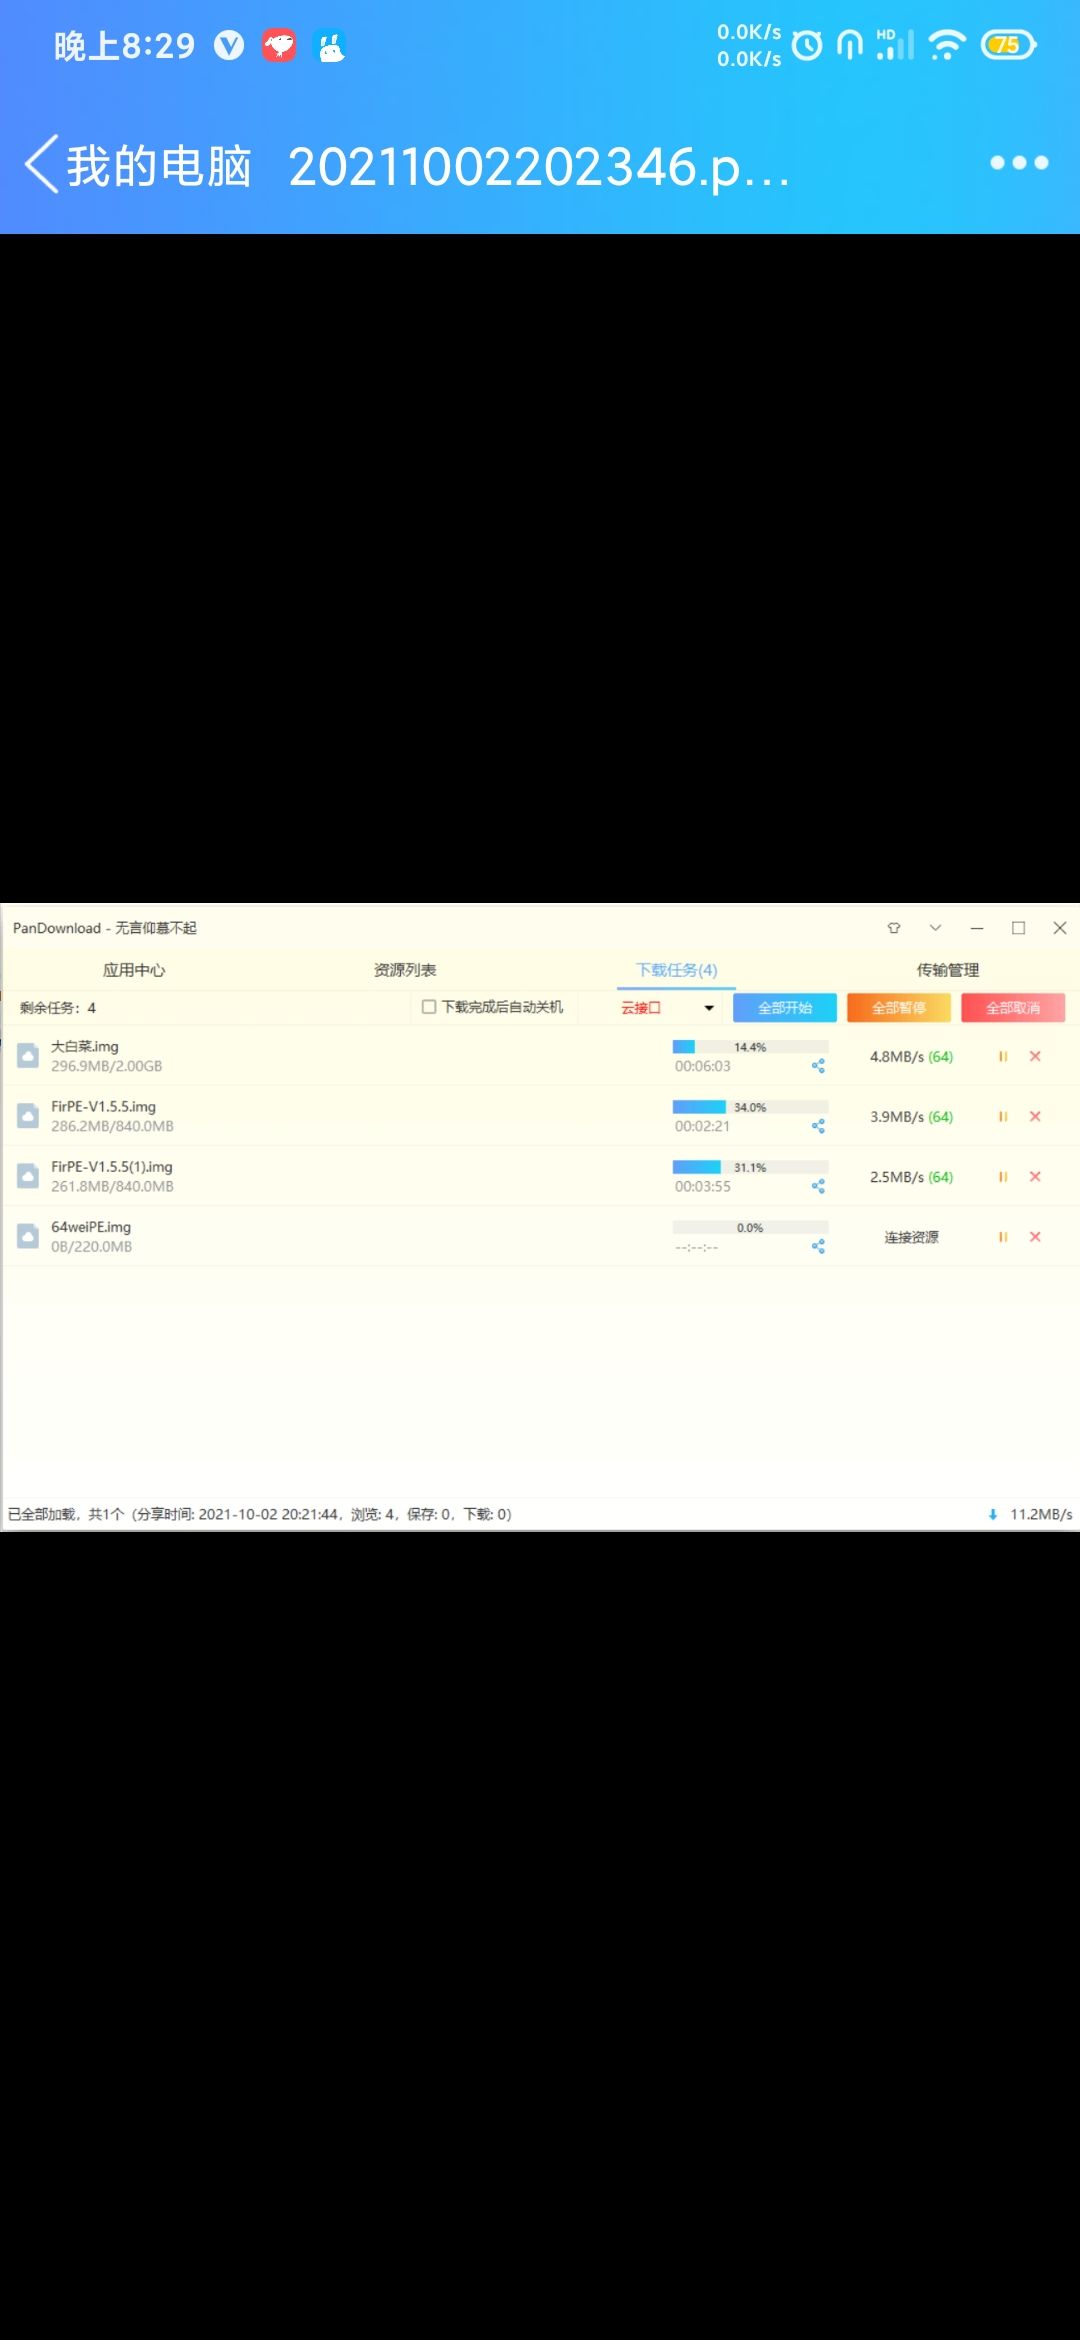 晚上8:29
0.0K/s
0.0K/s
HD
75
我的电脑 20211002202346.p...
PanDownload - 无言仰慕不起
应用中心 资源列表 下载任务(4) 传输管理
剩余任务：4 下载完成后自动关机 云接口 全部开始 全部暂停 全部取消
大白菜.img 14.4%
296.9MB/2.00GB 00:06:03 4.8MB/s (64)
FirPE-V1.5.5.img 34.0%
286.2MB/840.0MB 00:02:21 3.9MB/s (64)
FirPE-V1.5.5(1).img 31.1%
261.8MB/840.0MB 00:03:55 2.5MB/s (64)
64weiPE.img 0.0%
0B/220.0MB --:--:-- 连接资源
已全部加载，共1个（分享时间: 2021-10-02 20:21:44，浏览: 4，保存: 0，下载: 0） 11.2MB/s